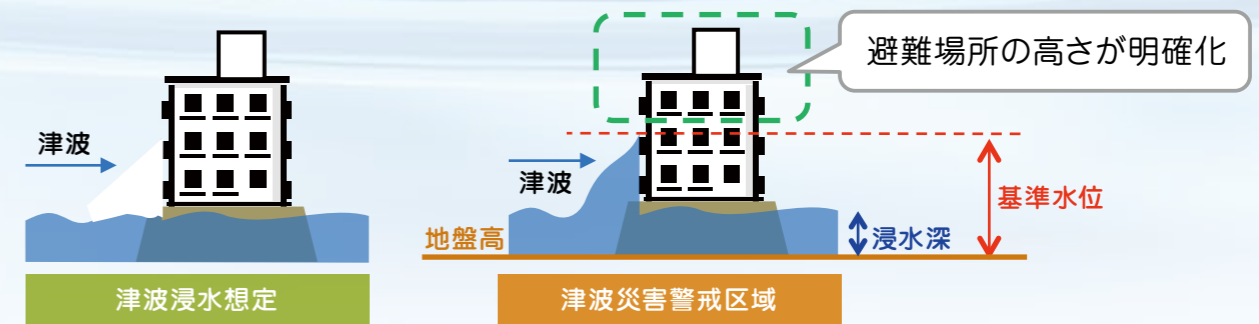 避難場所の高さが明確化
津波
津波
基準水位
地盤高
浸水深
津波浸水想定
津波災害警戒区域